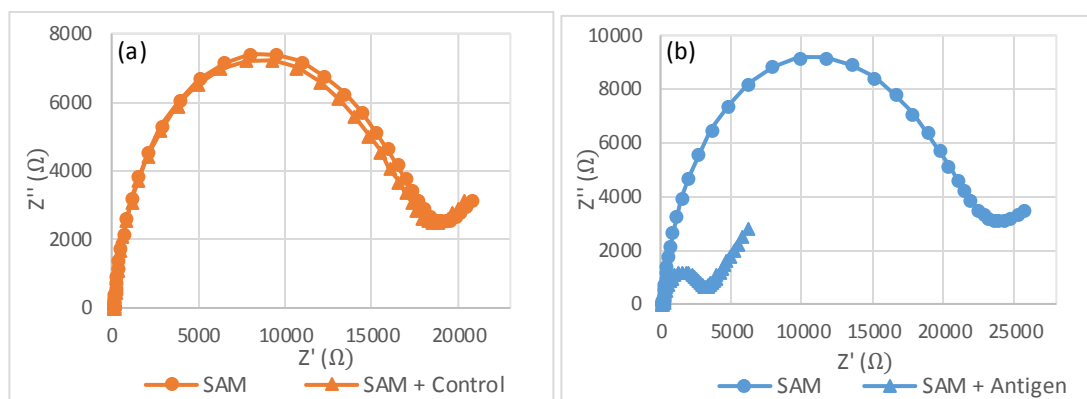 (a)
8000
6000
4000
2000
0
Z'' (Ω)
0 5000 10000 15000 20000
Z' (Ω)
SAM SAM + Control
(b)
10000
8000
6000
4000
2000
0
Z'' (Ω)
0 5000 10000 15000 20000 25000
Z' (Ω)
SAM SAM + Antigen